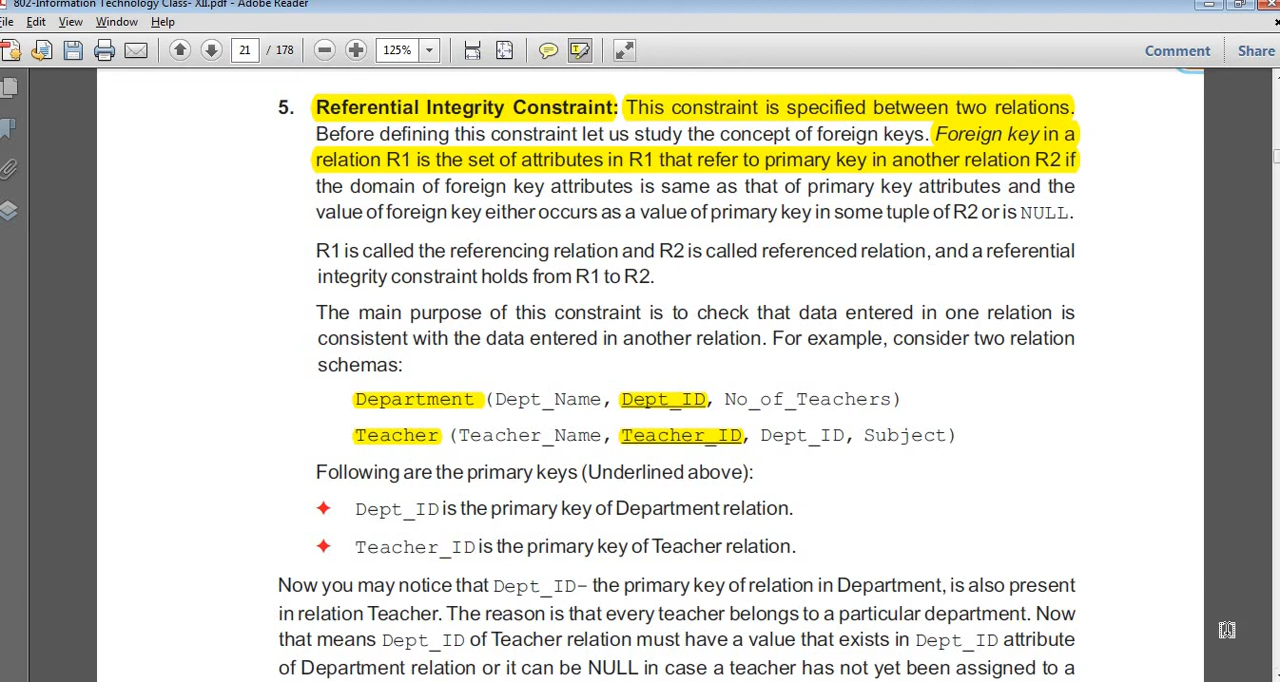 802-Information Technology Class- XII.pdf - Adobe Reader
File Edit View Window Help
21 / 178 125% Comment Share
5. Referential Integrity Constraint: This constraint is specified between two relations.
Before defining this constraint let us study the concept of foreign keys. Foreign key in a
relation R1 is the set of attributes in R1 that refer to primary key in another relation R2 if
the domain of foreign key attributes is same as that of primary key attributes and the
value of foreign key either occurs as a value of primary key in some tuple of R2 or is NULL.
R1 is called the referencing relation and R2 is called referenced relation, and a referential
integrity constraint holds from R1 to R2.
The main purpose of this constraint is to check that data entered in one relation is
consistent with the data entered in another relation. For example, consider two relation
schemas:
Department (Dept_Name, Dept_ID, No_of_Teachers)
Teacher (Teacher_Name, Teacher_ID, Dept_ID, Subject)
Following are the primary keys (Underlined above):
✦ Dept_ID is the primary key of Department relation.
✦ Teacher_ID is the primary key of Teacher relation.
Now you may notice that Dept_ID- the primary key of relation in Department, is also present
in relation Teacher. The reason is that every teacher belongs to a particular department. Now
that means Dept_ID of Teacher relation must have a value that exists in Dept_ID attribute
of Department relation or it can be NULL in case a teacher has not yet been assigned to a